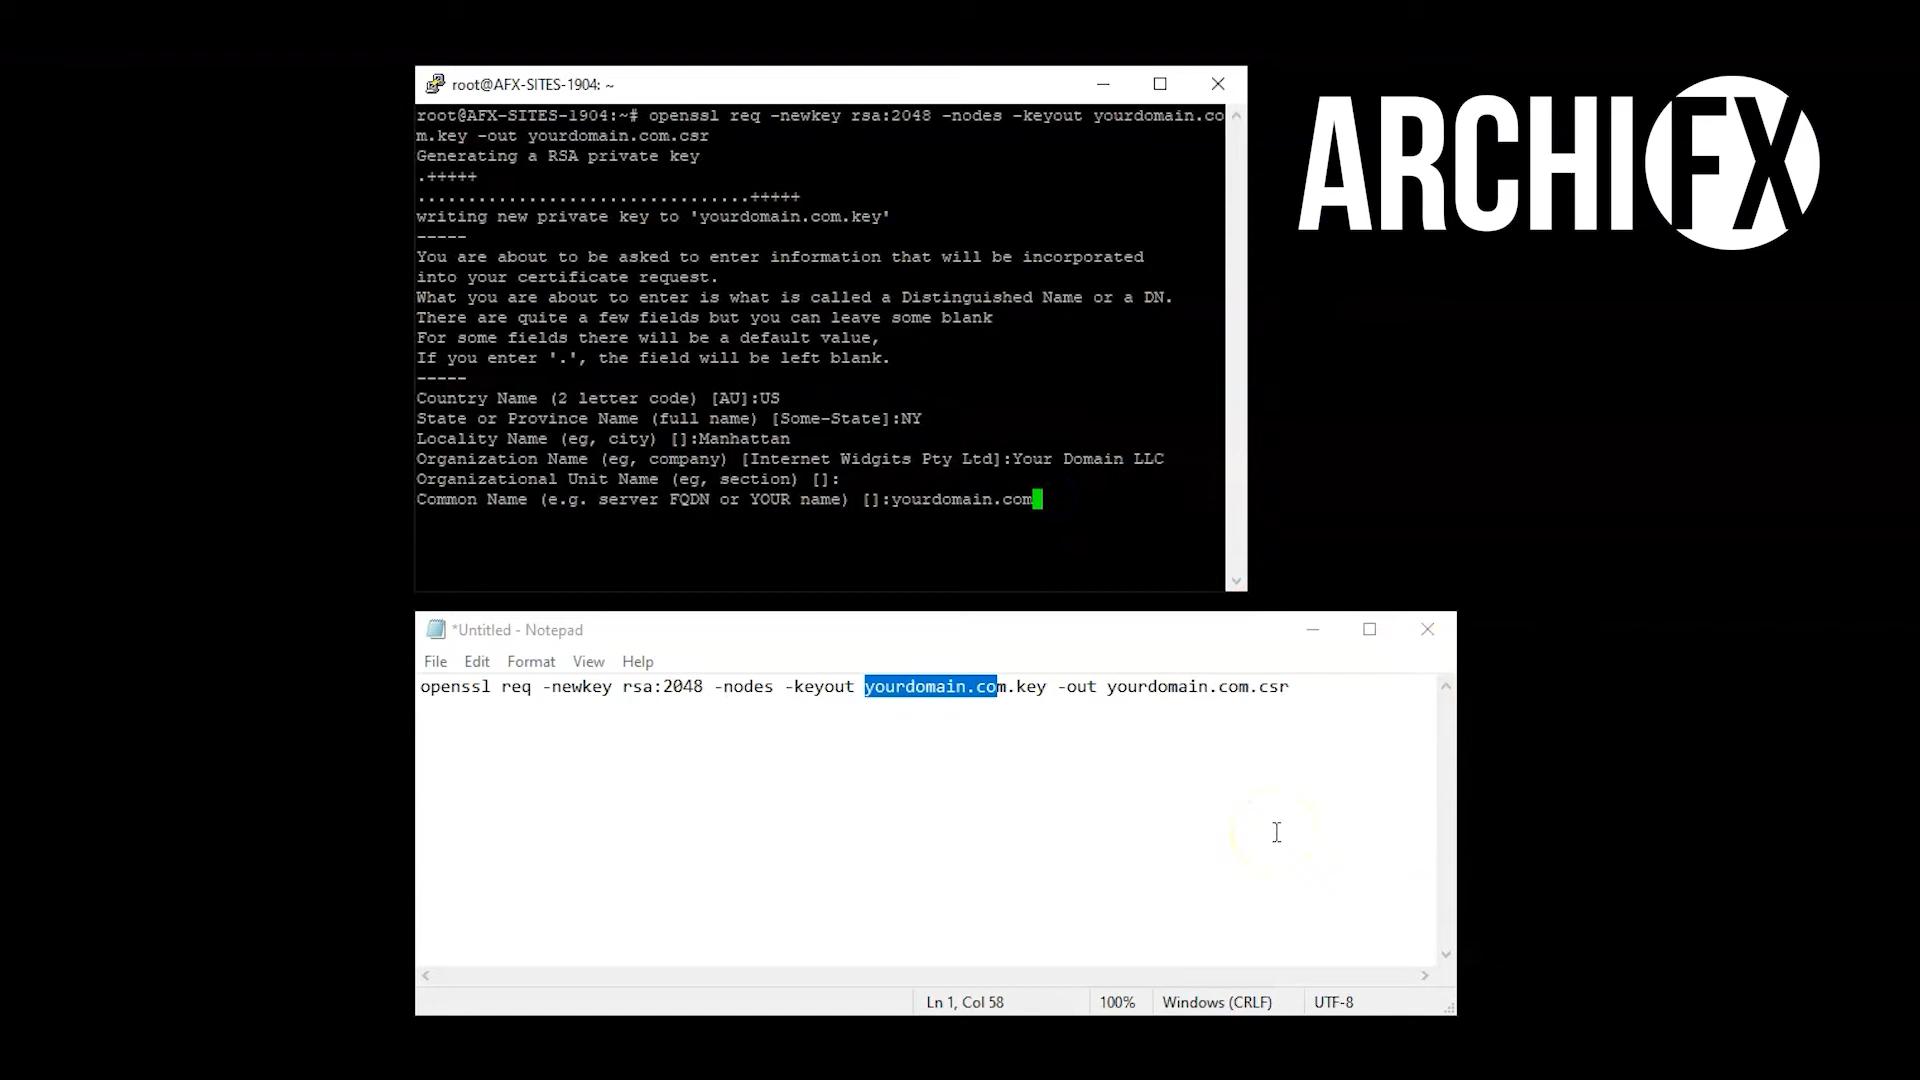 root@AFX-SITES-1904: ~
ARCHIFX
root@AFX-SITES-1904:~# openssl req -newkey rsa:2048 -nodes -keyout yourdomain.co
m.key -out yourdomain.com.csr
Generating a RSA private key
.+++++
.................................+++++
writing new private key to 'yourdomain.com.key'
-----
You are about to be asked to enter information that will be incorporated
into your certificate request.
What you are about to enter is what is called a Distinguished Name or a DN.
There are quite a few fields but you can leave some blank
For some fields there will be a default value,
If you enter '.', the field will be left blank.
-----
Country Name (2 letter code) [AU]:US
State or Province Name (full name) [Some-State]:NY
Locality Name (eg, city) []:Manhattan
Organization Name (eg, company) [Internet Widgits Pty Ltd]:Your Domain LLC
Organizational Unit Name (eg, section) []:
Common Name (e.g. server FQDN or YOUR name) []:yourdomain.com
*Untitled - Notepad
File Edit Format View Help
openssl req -newkey rsa:2048 -nodes -keyout yourdomain.com.key -out yourdomain.com.csr
Ln 1, Col 58 100% Windows (CRLF) UTF-8